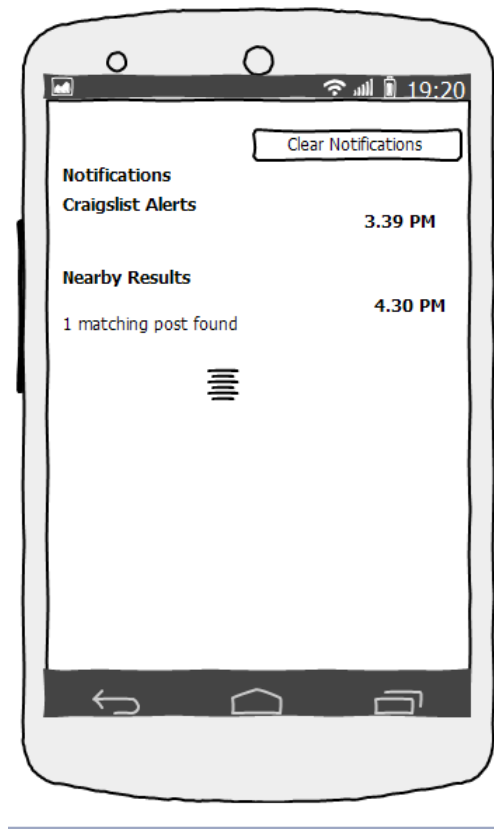 19:20
Clear Notifications
Notifications
Craigslist Alerts
3.39 PM
Nearby Results
4.30 PM
1 matching post found